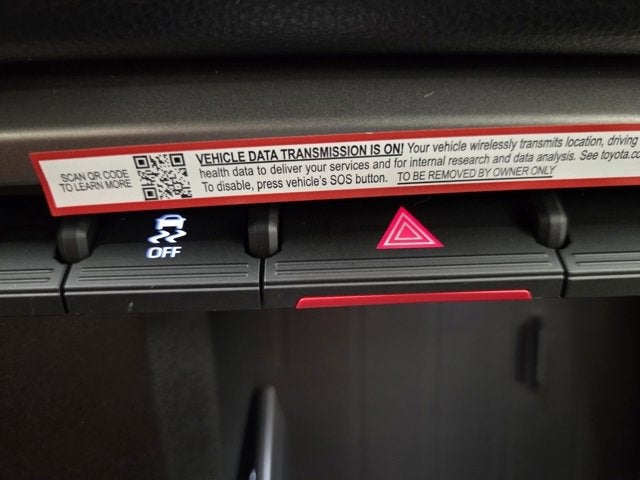 SCAN QR CODE
TO LEARN MORE
VEHICLE DATA TRANSMISSION IS ON! Your vehicle wirelessly transmits location, driving
health data to deliver your services and for internal research and data analysis. See toyota.co
To disable, press vehicle's SOS button. TO BE REMOVED BY OWNER ONLY
OFF